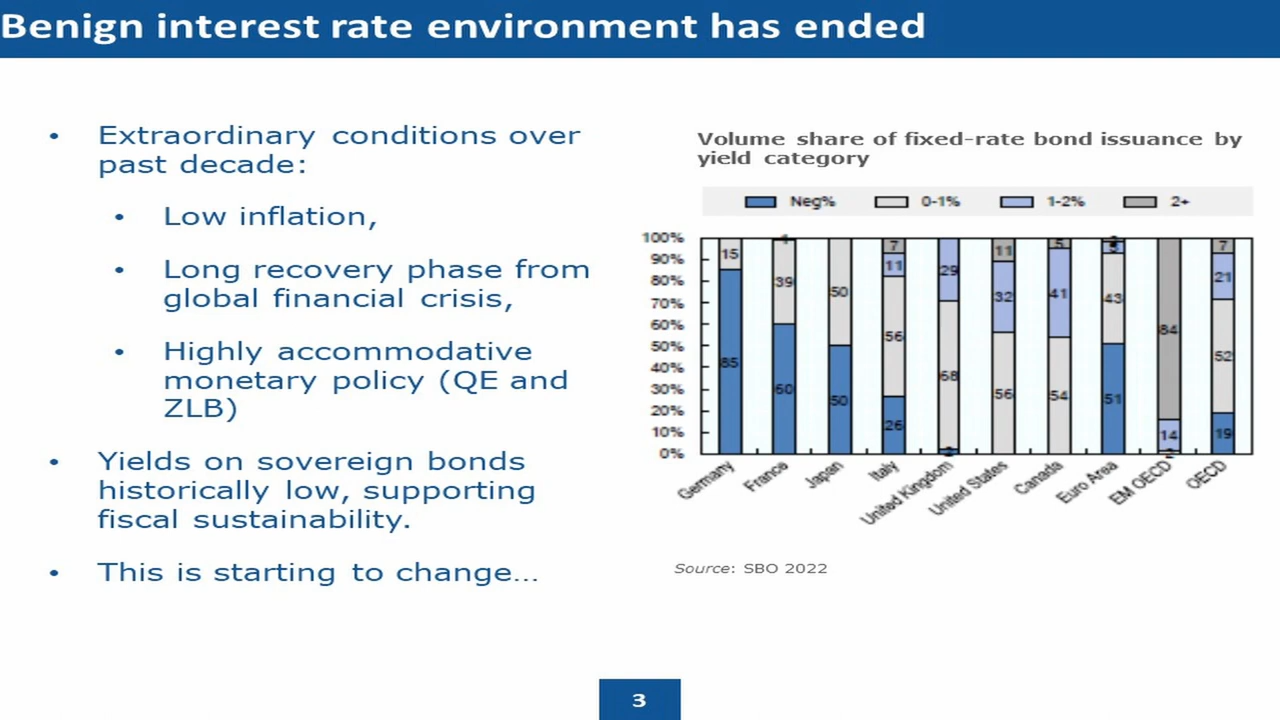 Benign interest rate environment has ended
• Extraordinary conditions over
past decade:
• Low inflation,
• Long recovery phase from
global financial crisis,
• Highly accommodative
monetary policy (QE and
ZLB)
• Yields on sovereign bonds
historically low, supporting
fiscal sustainability.
• This is starting to change...
Volume share of fixed-rate bond issuance by
yield category
Neg% 0-1% 1-2% 2+
100%
90%
80%
70%
60%
50%
40%
30%
20%
10%
0%
85 15
60 39 1
50 50
26 56 11 7
68 29
56 32 11
54 41 5
51 43
2 14 84
19 52 21 7
Germany
France
Japan
Italy
United Kingdom
United States
Canada
Euro Area
EM OECD
OECD
Source: SBO 2022
3